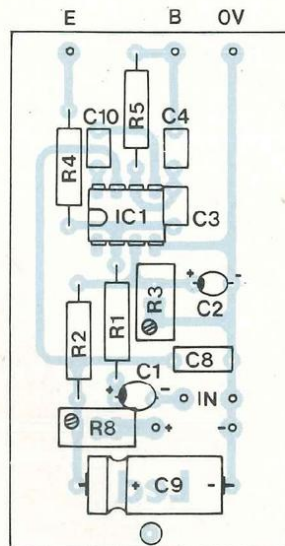 E B 0V
R5
C10 C4
R4
IC1
C3
+ -
R3 C2
R2 R1
C8
C1
+ - IN
R8 + -
+ C9 -